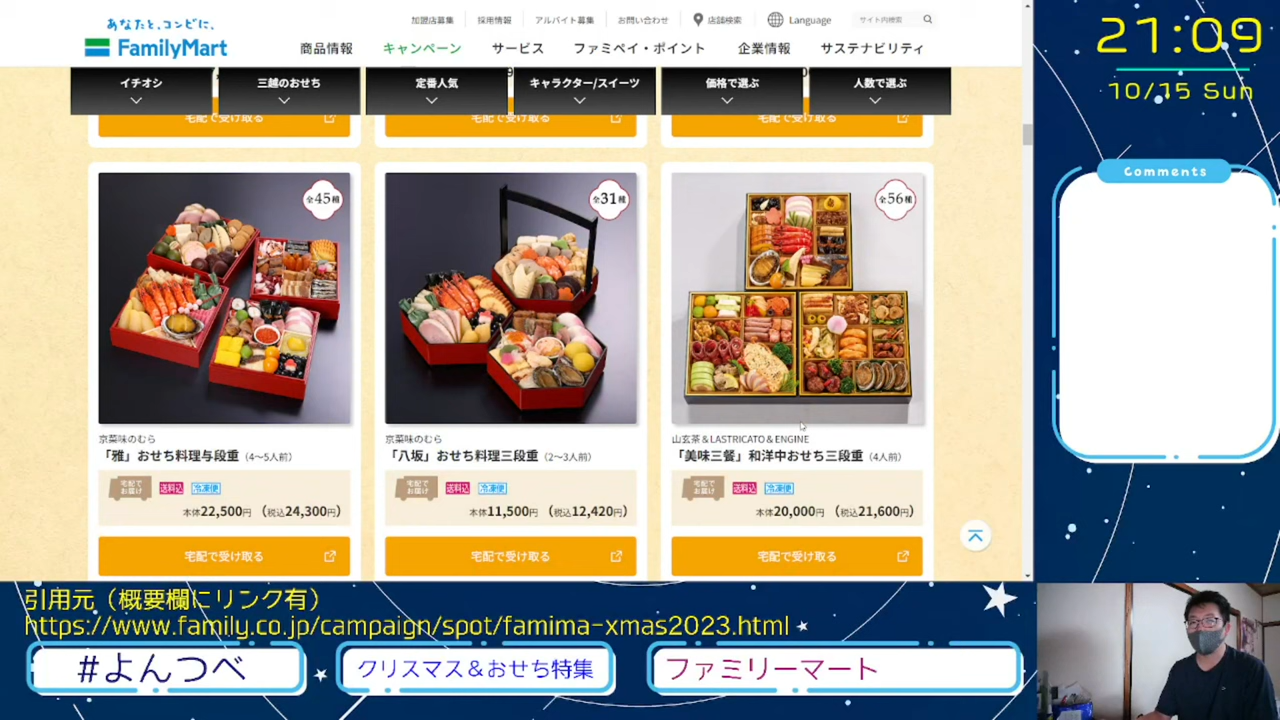 あなたと、コンビに、
FamilyMart
加盟店募集 採用情報 アルバイト募集 お問い合わせ 店舗検索 Language サイト内検索
商品情報 キャンペーン サービス ファミペイ・ポイント 企業情報 サステナビリティ
イチオシ 三越のおせち 定番人気 キャラクター/スイーツ 価格で選ぶ 人数で選ぶ
宅配で受け取る 宅配で受け取る 宅配で受け取る
全45種 全31種 全56種
京菜味のむら 京菜味のむら 山玄茶＆LASTRICATO＆ENGINE
「雅」おせち料理与段重（4～5人前） 「八坂」おせち料理三段重（2～3人前） 「美味三餐」和洋中おせち三段重（4人前）
宅配でお届け 送料込 冷凍便 宅配でお届け 送料込 冷凍便 宅配でお届け 送料込 冷凍便
本体22,500円（税込24,300円） 本体11,500円（税込12,420円） 本体20,000円（税込21,600円）
宅配で受け取る 宅配で受け取る 宅配で受け取る
21:09
10/15 Sun
Comments
引用元（概要欄にリンク有）
https://www.family.co.jp/campaign/spot/famima-xmas2023.html
#よんつべ クリスマス＆おせち特集 ファミリーマート